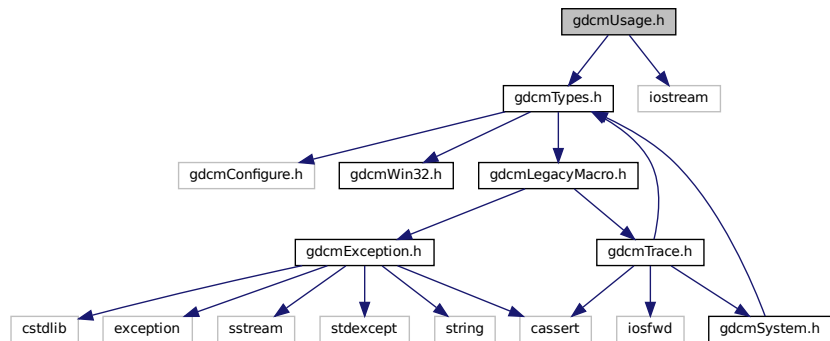 gdcmUsage.h
gdcmTypes.h
iostream
gdcmConfigure.h
gdcmWin32.h
gdcmLegacyMacro.h
gdcmException.h
gdcmTrace.h
cstdlib
exception
sstream
stdexcept
string
cassert
iosfwd
gdcmSystem.h